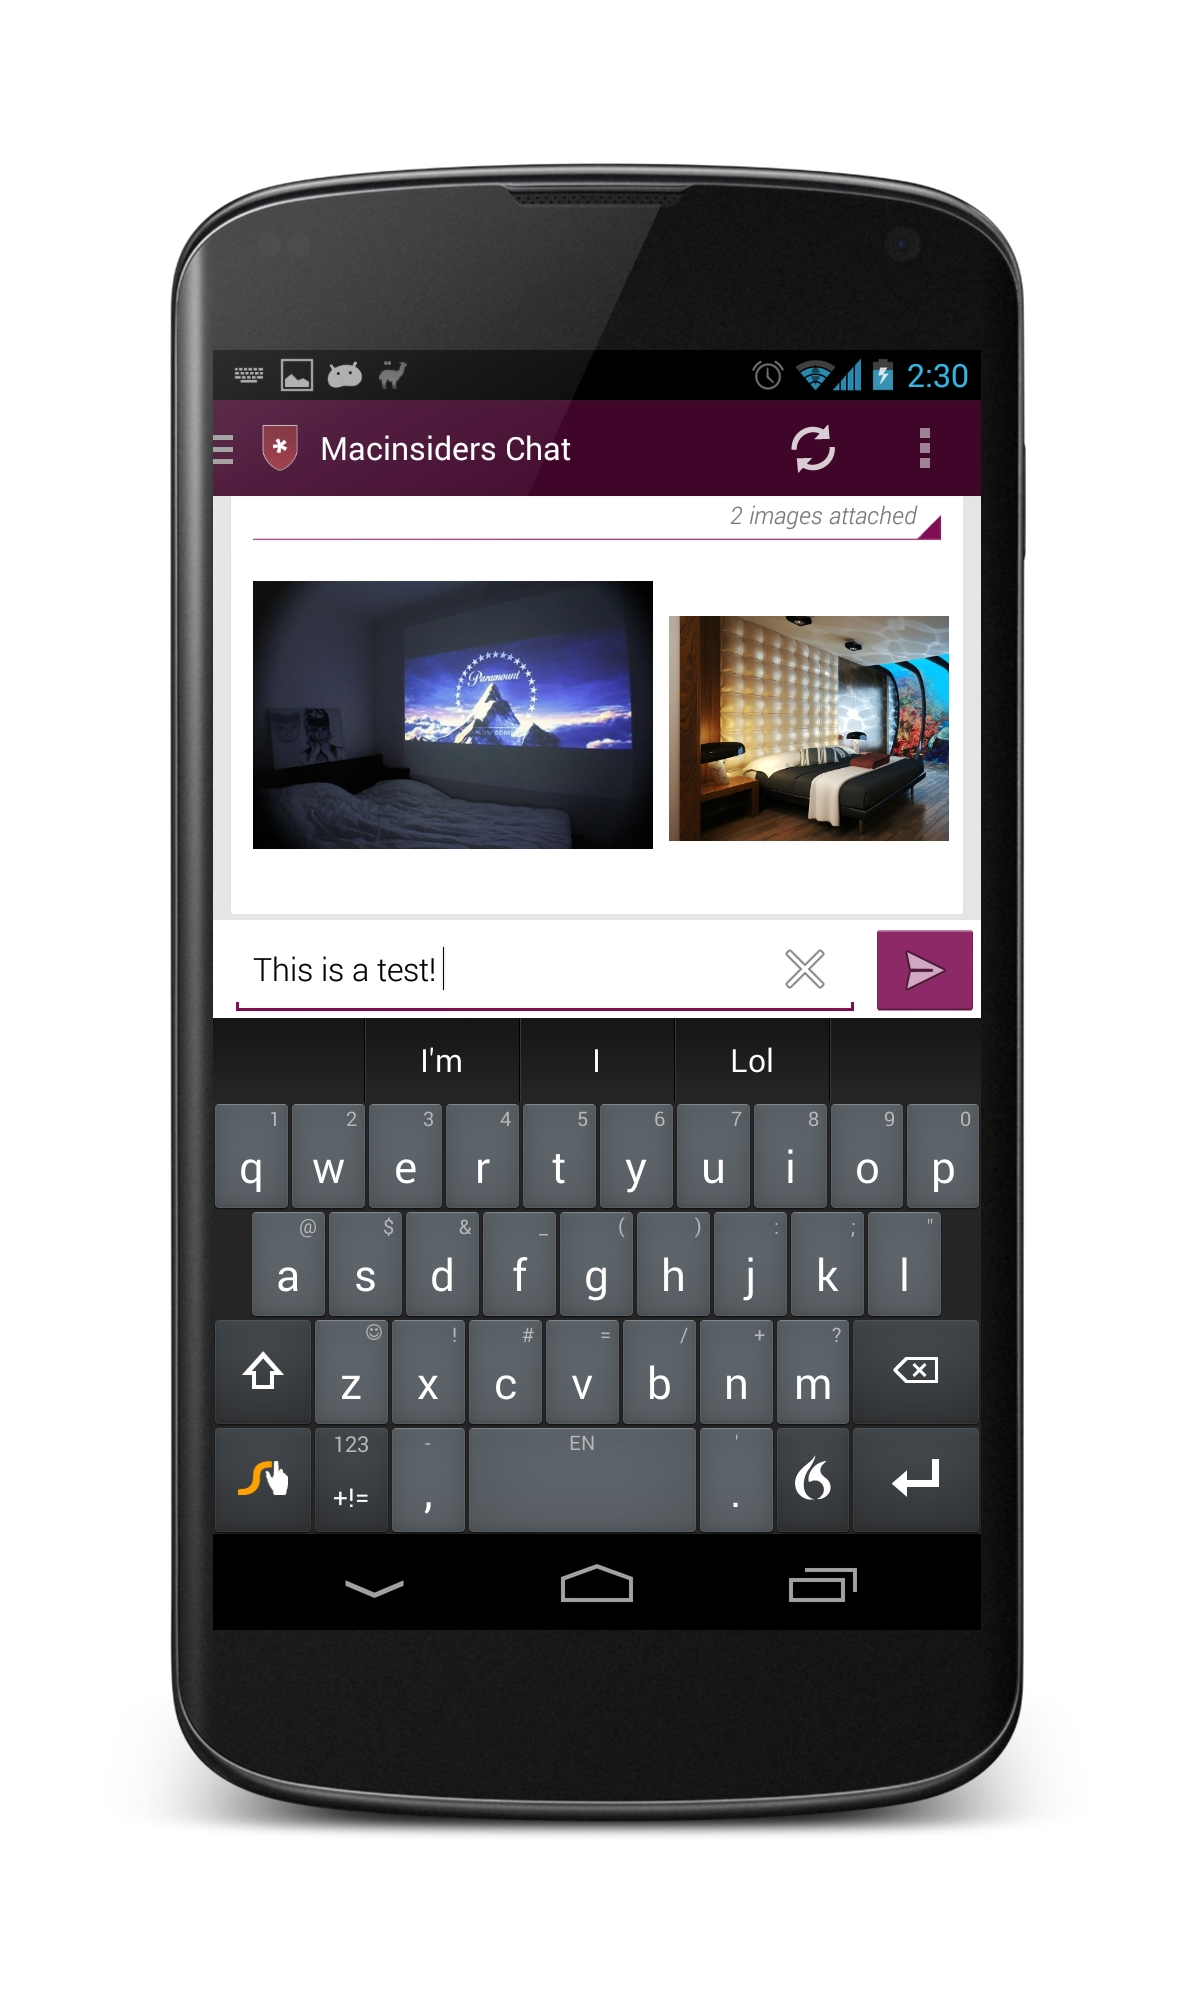 2:30
Macinsiders Chat
2 images attached
Paramount
This is a test!
I'm I Lol
1 2 3 4 5 6 7 8 9 0
q w e r t y u i o p
@ $ & _ ( ) : ; "
a s d f g h j k l
! # = / + ?
z x c v b n m
123 - EN '
+!= , .